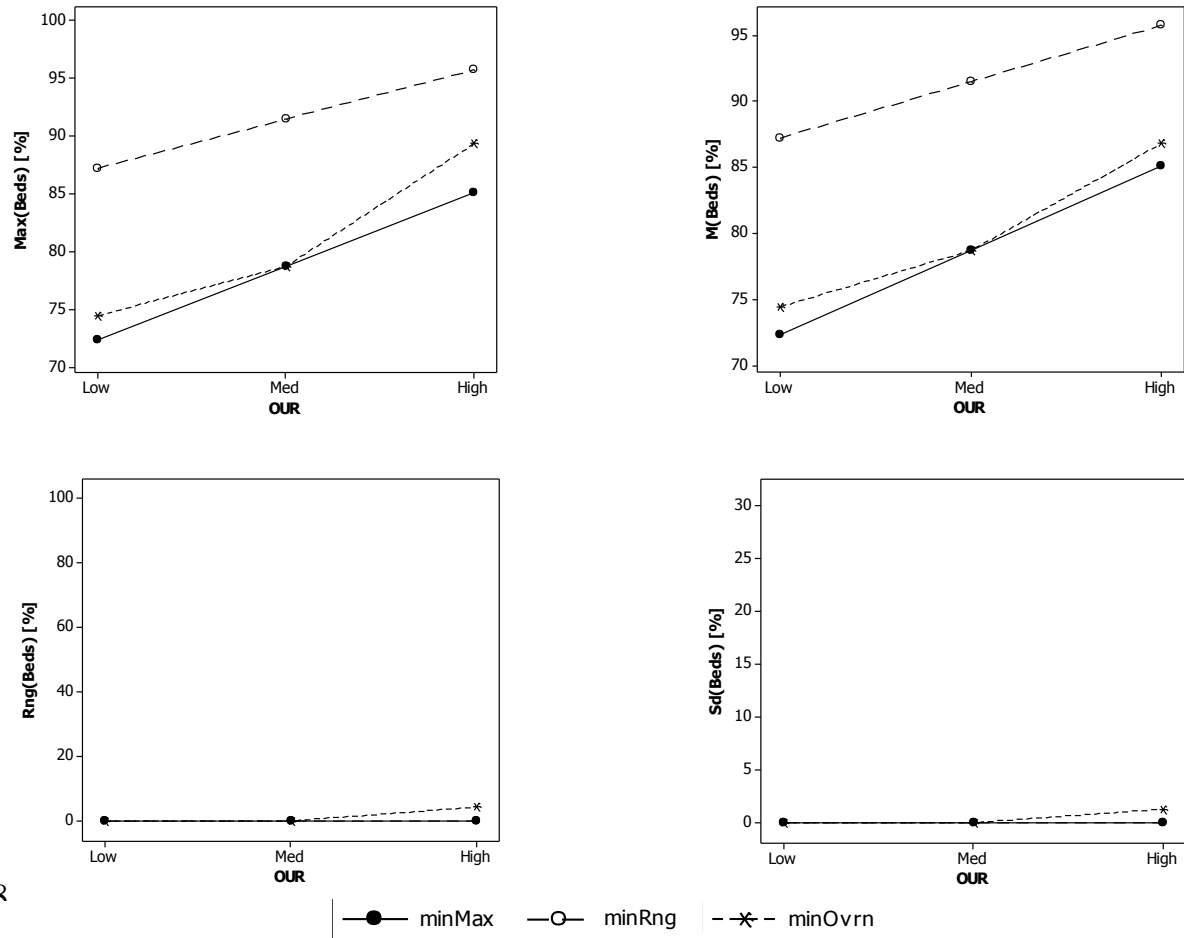 Max(Beds) [%]
100
95
90
85
80
75
70
Low Med High
OUR
M(Beds) [%]
95
90
85
80
75
70
Low Med High
OUR
Rng(Beds) [%]
100
80
60
40
20
0
Low Med High
OUR
Sd(Beds) [%]
30
25
20
15
10
5
0
Low Med High
OUR
minMax minRng minOvrn